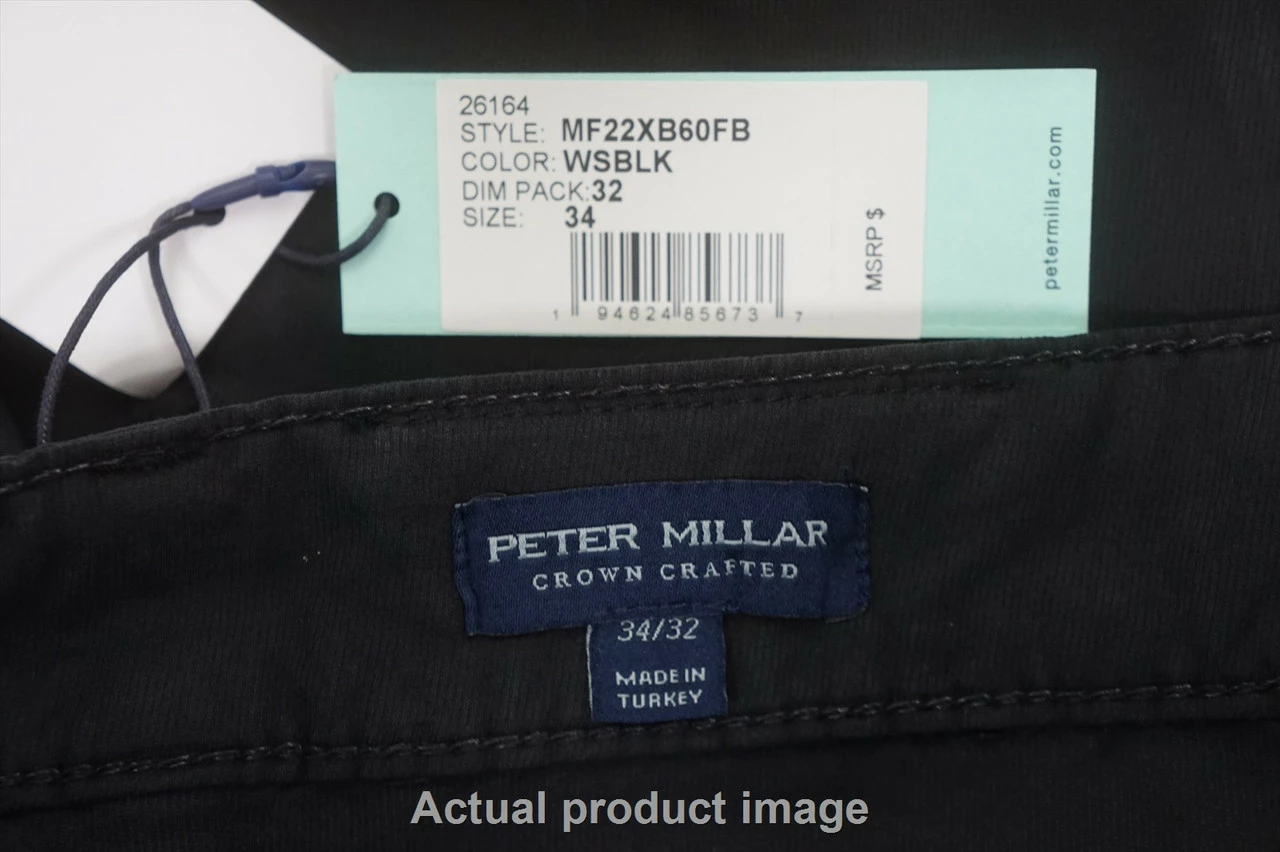 26164
STYLE: MF22XB60FB
COLOR: WSBLK
DIM PACK:32
SIZE: 34
1 94624 85673 7
MSRP $
petermillar.com
PETER MILLAR
CROWN CRAFTED
34/32
MADE IN
TURKEY
Actual product image